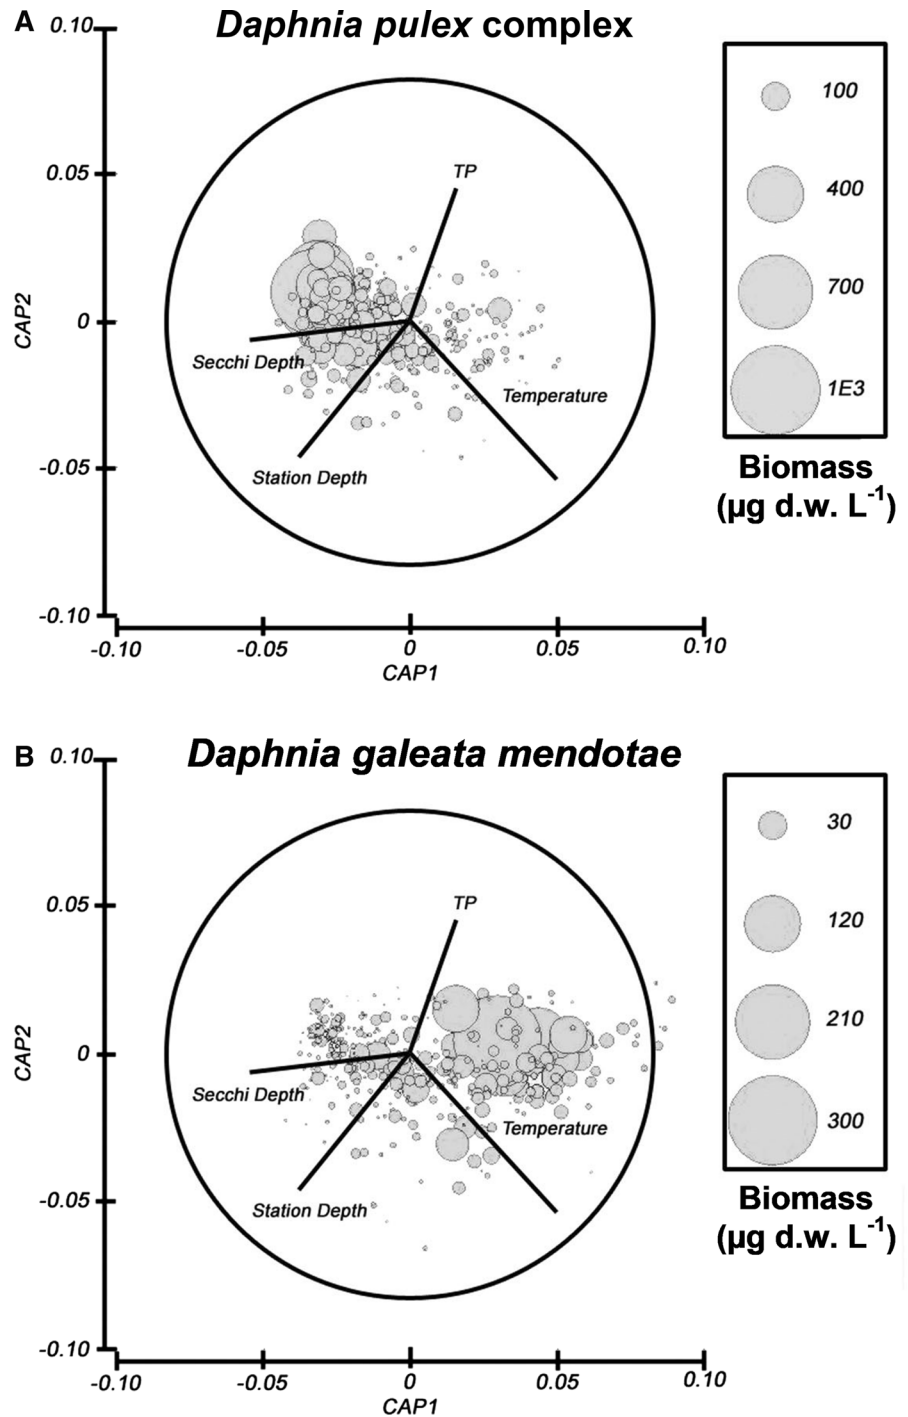 A
Daphnia pulex complex
0.10
0.05
0
-0.05
-0.10
CAP2
TP
Secchi Depth
Temperature
Station Depth
-0.10
-0.05
0
0.05
0.10
CAP1
100
400
700
1E3
Biomass
(µg d.w. L-1)
B
Daphnia galeata mendotae
0.10
0.05
0
-0.05
-0.10
CAP2
TP
Secchi Depth
Temperature
Station Depth
-0.10
-0.05
0
0.05
0.10
CAP1
30
120
210
300
Biomass
(µg d.w. L-1)